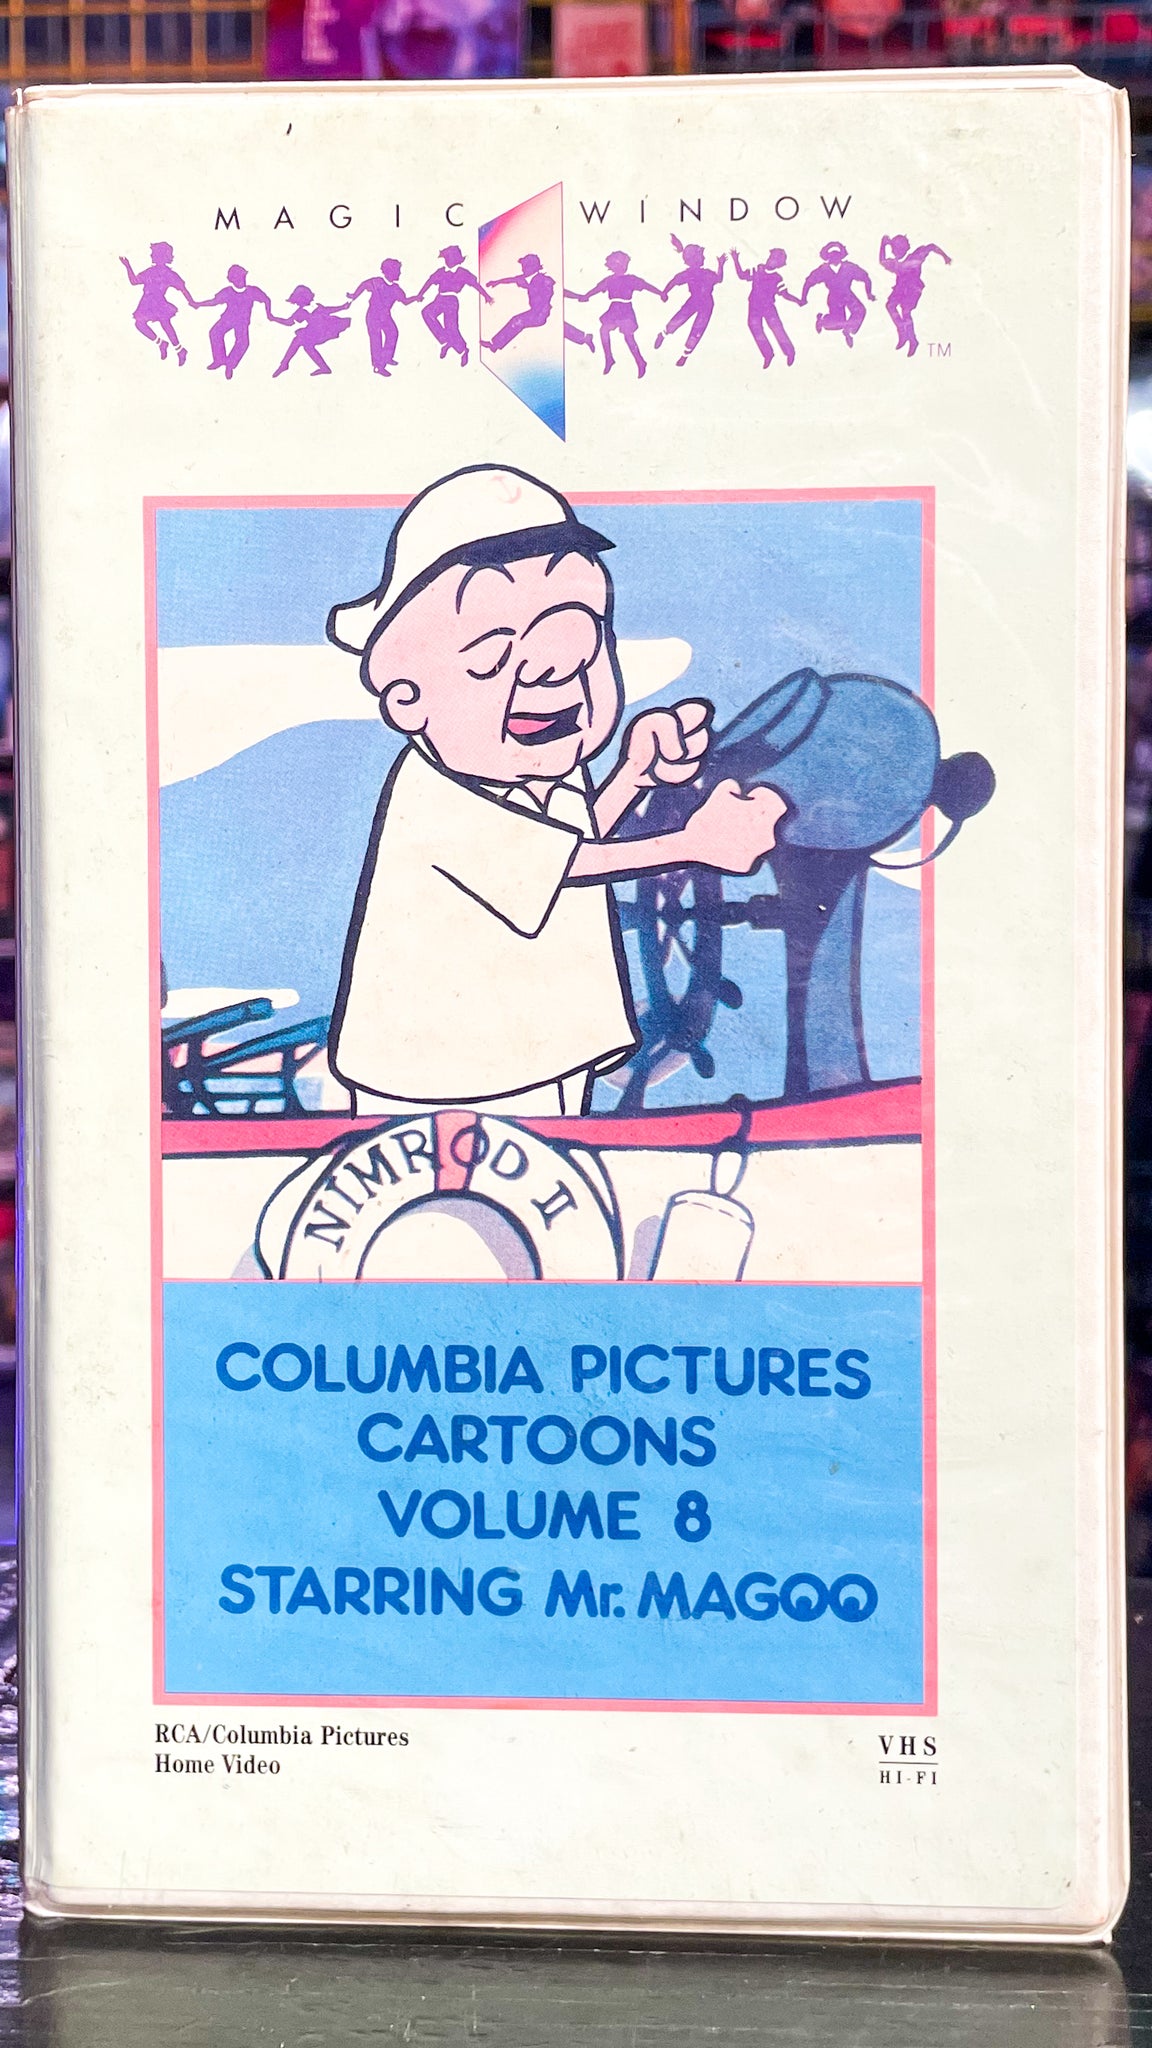 MAGIC WINDOW
TM
NIMROD II
COLUMBIA PICTURES
CARTOONS
VOLUME 8
STARRING Mr. MAGOO
RCA/Columbia Pictures
Home Video
VHS
HI-FI